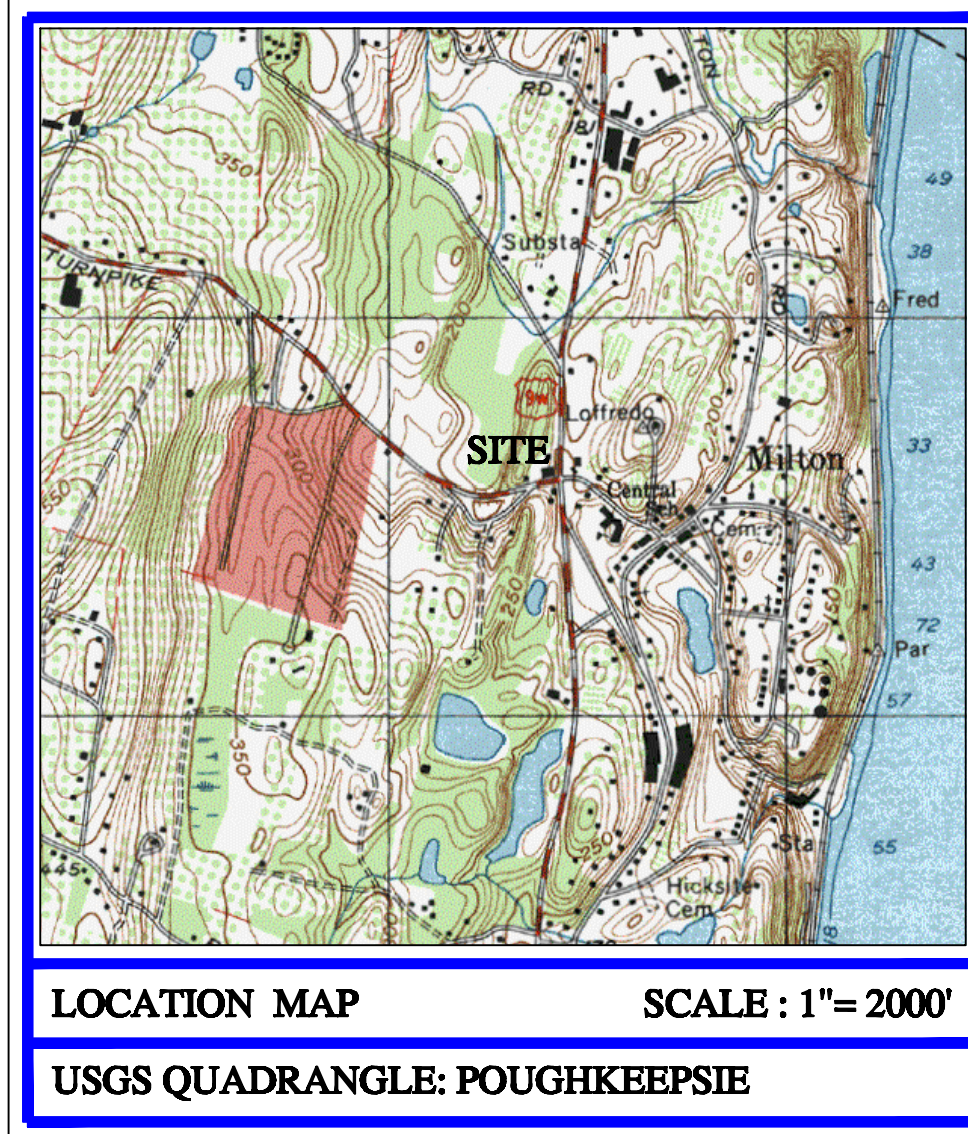 TON
RD
350
49
Substa
38
TURNPIKE
RD
Fred
200
9W
Loffredo
200
SITE
Milton
33
300
Central
Sch
Cem
43
250
150
72
Par
57
350
250
Sta
55
445
Hicksite
Cem
LOCATION MAP SCALE : 1"= 2000'
USGS QUADRANGLE: POUGHKEEPSIE